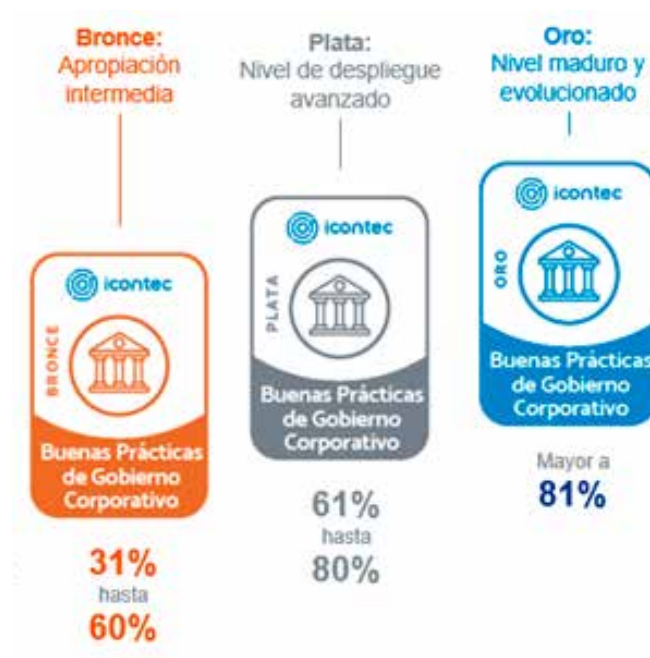 Bronce:
Apropiación
intermedia
icontec
BRONCE
Buenas Prácticas
de Gobierno
Corporativo
31%
hasta
60%
Plata:
Nivel de despliegue
avanzado
icontec
PLATA
Buenas Prácticas
de Gobierno
Corporativo
61%
hasta
80%
Oro:
Nivel maduro y
evolucionado
icontec
ORO
Buenas Prácticas
de Gobierno
Corporativo
Mayor a
81%